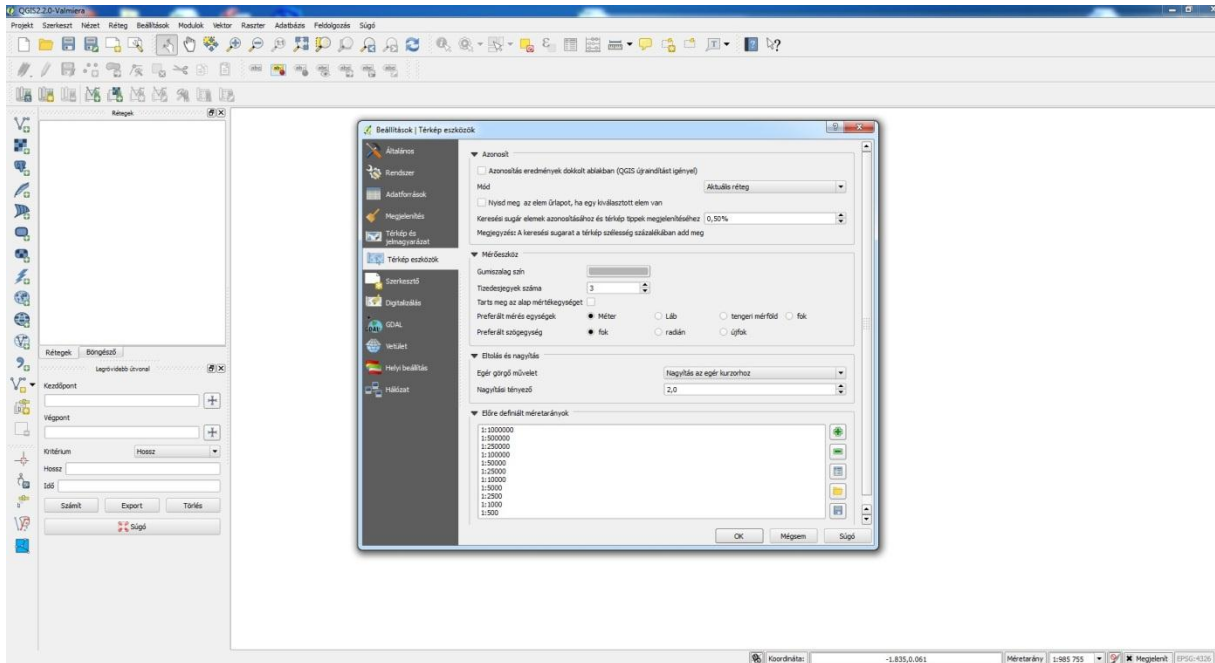 QGIS2.2.0-Valmiera
Projekt Szerkeszt Nézet Réteg Beállítások Modulok Vektor Raszter Adatbázis Feldolgozás Súgó
Rétegek
Rétegek Böngésző
Legrövidebb útvonal
Kezdőpont
Végpont
Kritérium Hossz
Hossz
Idő
Számít Export Törlés
Súgó
Beállítások | Térkép eszközök
Általános
Rendszer
Adatforrások
Megjelenítés
Térkép és
jelmagyarázat
Térkép eszközök
Szerkesztő
Digitalizálás
GDAL
Vetület
Helyi beállítás
Hálózat
Azonosít
Azonosítás eredmények dokkolt ablakban (QGIS újraindítást igényel)
Mód Aktuális réteg
Nyisd meg az elem űrlapot, ha egy kiválasztott elem van
Keresési sugár elemek azonosításához és térkép tippek megjelenítéséhez 0,50%
Megjegyzés: A keresési sugarat a térkép szélesség százalékában add meg
Mérőeszköz
Gumiszalag szín
Tizedesjegyek száma 3
Tarts meg az alap mértékegységet
Preferált mérés egységek Méter Láb tengeri mérföld fok
Preferált szögegység fok radián újfok
Eltolás és nagyítás
Egér görgő művelet Nagyítás az egér kurzorhoz
Nagyítási tényező 2,0
Előre definiált méretarányok
1:1000000
1:500000
1:250000
1:100000
1:50000
1:25000
1:10000
1:5000
1:2500
1:1000
1:500
OK Mégsem Súgó
Koordináta: -1.835,0.061 Méretarány 1:985 755 Megjelenít EPSG:4326